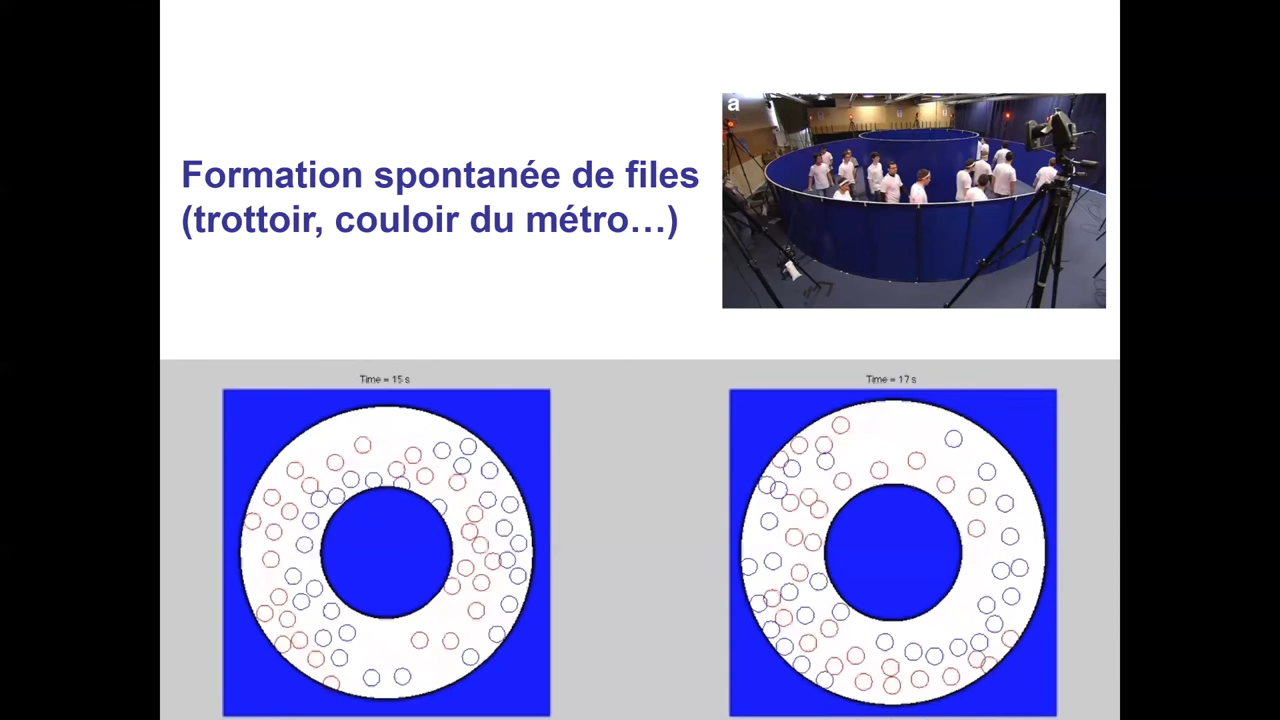 Formation spontanée de files
(trottoir, couloir du métro…)
a
Time = 15 s
Time = 17 s